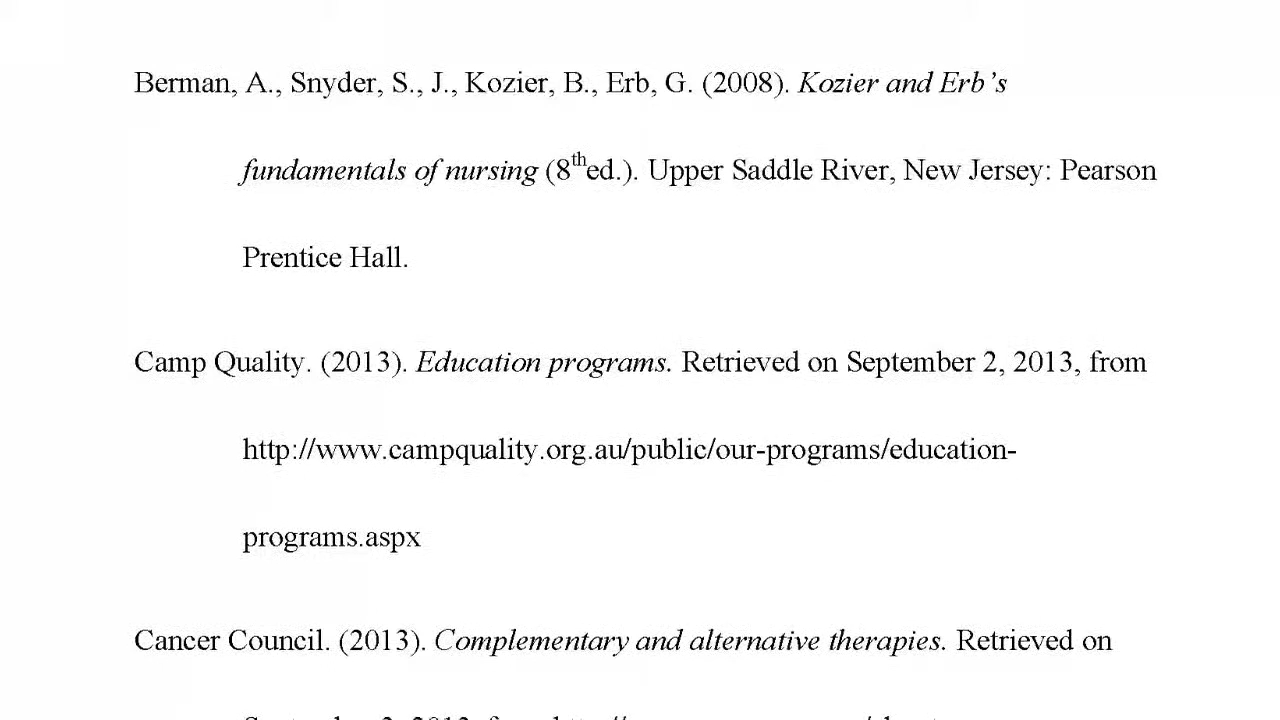 Berman, A., Snyder, S., J., Kozier, B., Erb, G. (2008). Kozier and Erb's
fundamentals of nursing (8thed.). Upper Saddle River, New Jersey: Pearson
Prentice Hall.
Camp Quality. (2013). Education programs. Retrieved on September 2, 2013, from
http://www.campquality.org.au/public/our-programs/education-
programs.aspx
Cancer Council. (2013). Complementary and alternative therapies. Retrieved on